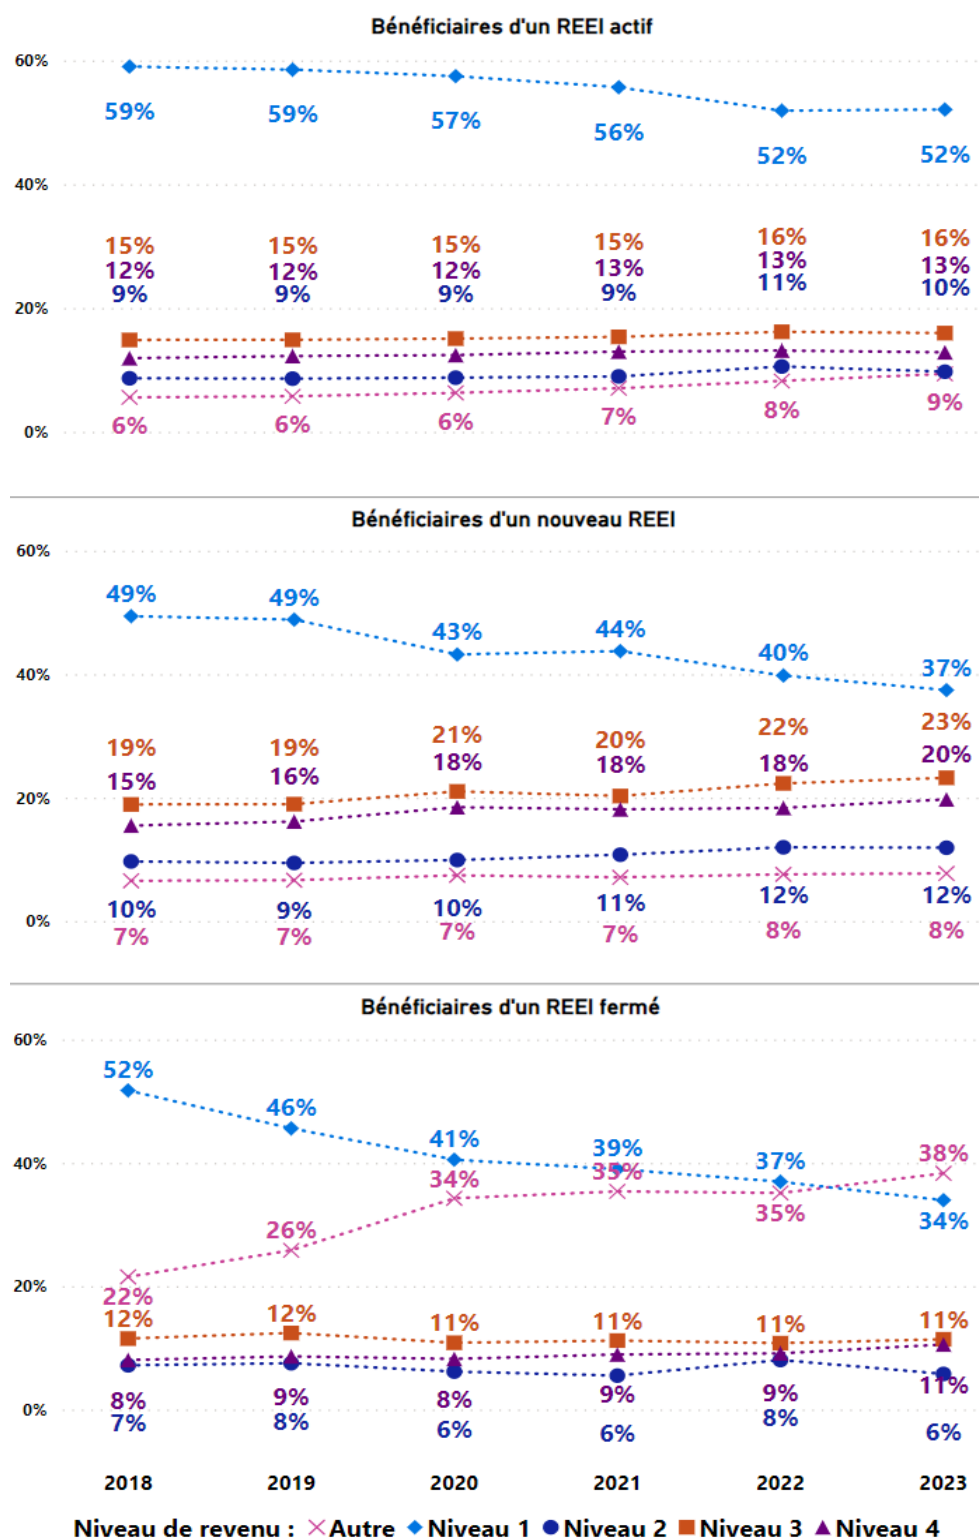 Bénéficiaires d'un REEI actif
60%
59% 59% 57% 56% 52% 52%
40%
15% 15% 15% 15% 16% 16%
12% 12% 12% 13% 13% 13%
9% 9% 9% 9% 11% 10%
20%
6% 6% 6% 7% 8% 9%
0%
Bénéficiaires d'un nouveau REEI
60%
49% 49% 43% 44% 40% 37%
40%
19% 19% 21% 20% 22% 23%
15% 16% 18% 18% 18% 20%
20%
10% 9% 10% 11% 12% 12%
0%
7% 7% 7% 7% 8% 8%
Bénéficiaires d'un REEI fermé
60%
52% 46% 41% 39% 37% 38%
40%
22% 26% 34% 35% 35% 34%
20%
12% 12% 11% 11% 11% 11%
0%
8% 9% 8% 9% 9% 11%
7% 8% 6% 6% 8% 6%
2018 2019 2020 2021 2022 2023
Niveau de revenu : Autre Niveau 1 Niveau 2 Niveau 3 Niveau 4